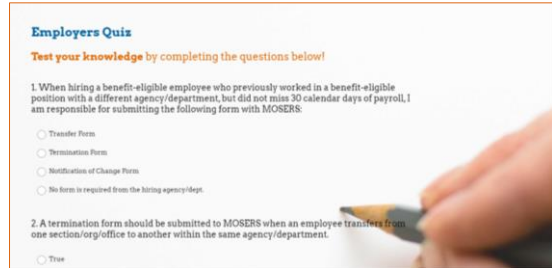 Employers Quiz
Test your knowledge by completing the questions below!
1. When hiring a benefit-eligible employee who previously worked in a benefit-eligible
position with a different agency/department, but did not miss 30 calendar days of payroll, I
am responsible for submitting the following form with MOSERS:
Transfer Form
Termination Form
Notification of Change Form
No form is required from the hiring agency/dept.
2. A termination form should be submitted to MOSERS when an employee transfers from
one section/org/office to another within the same agency/department.
True